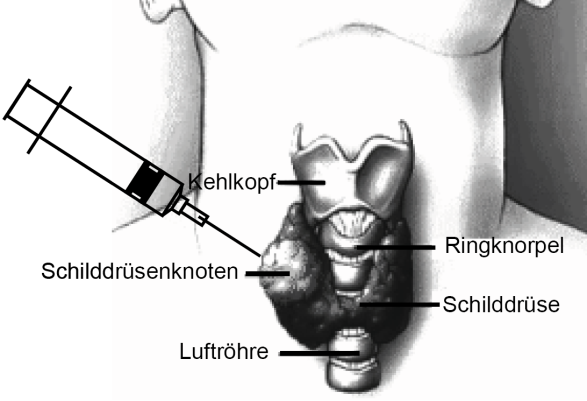 Kehlkopf
Ringknorpel
Schilddrüsenknoten
Schilddrüse
Luftröhre